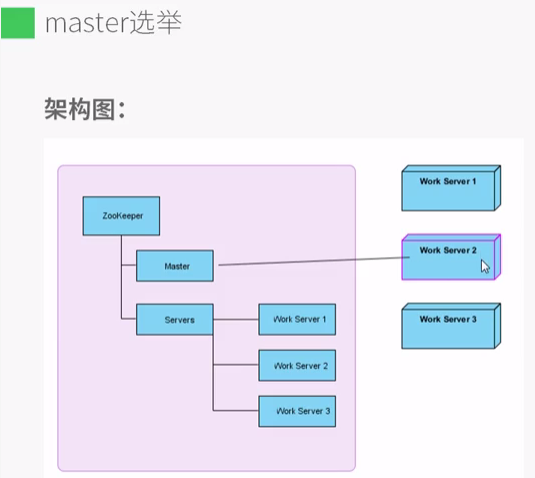 master选举
架构图：
ZooKeeper
Master
Servers
Work Server 1
Work Server 2
Work Server 3
Work Server 1
Work Server 2
Work Server 3